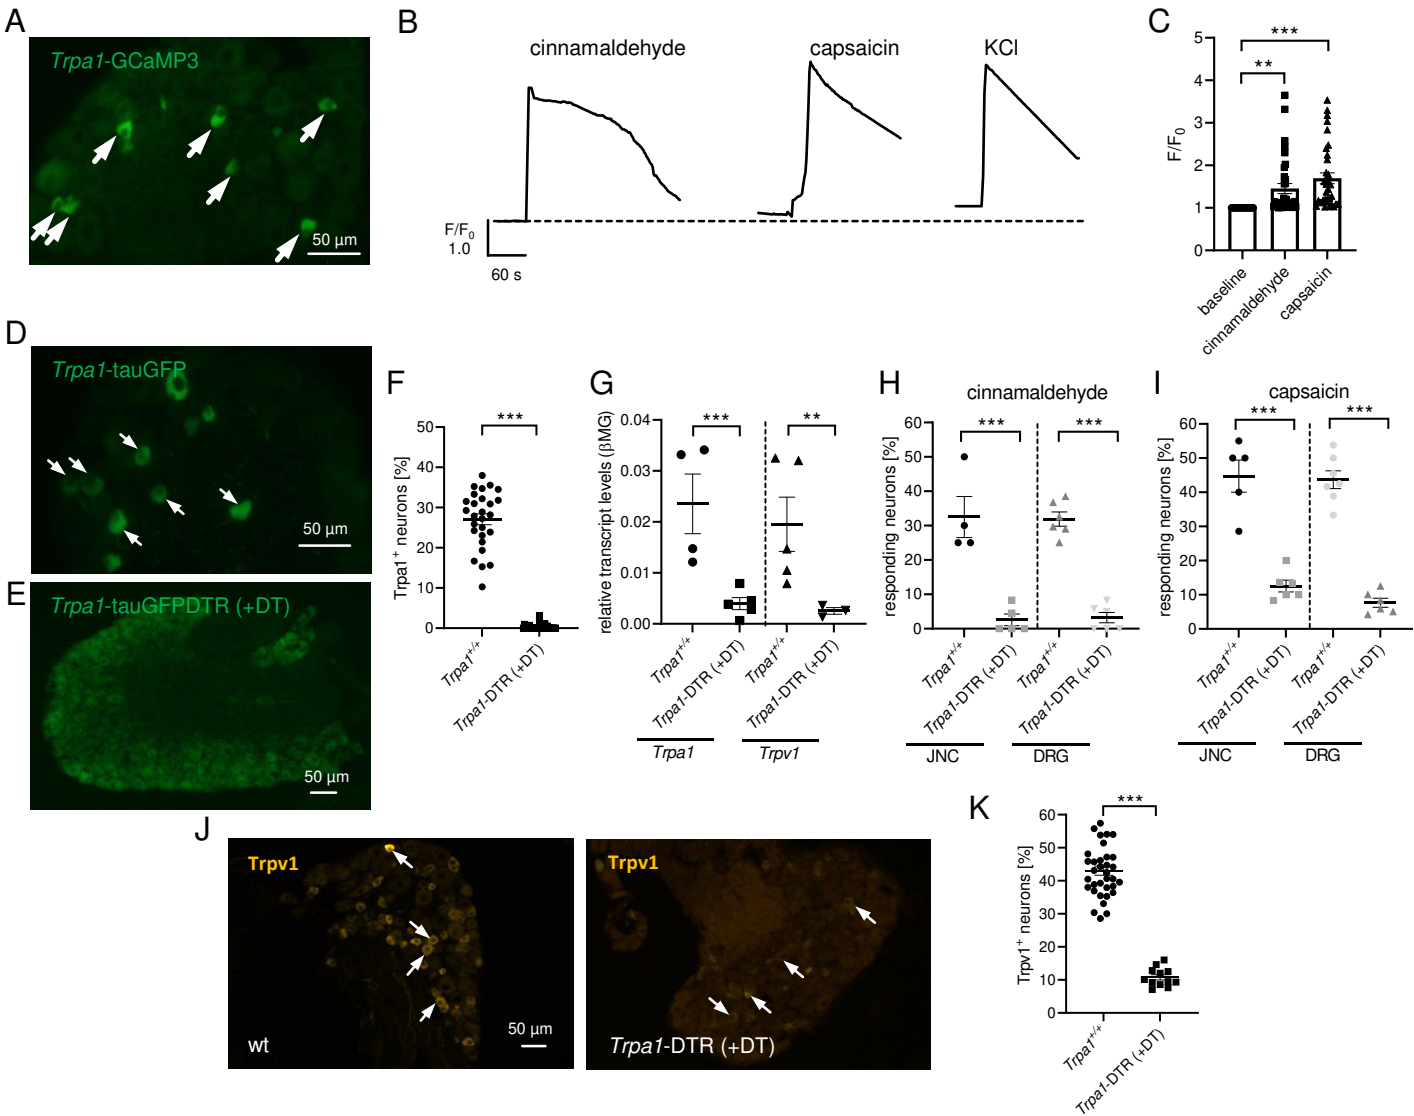 A
Trpa1-GCaMP3
50 µm
B
cinnamaldehyde
capsaicin
KCl
F/F0
1.0
60 s
C
***
**
F/F0
5
4
3
2
1
0
baseline
cinnamaldehyde
capsaicin
D
Trpa1-tauGFP
50 µm
E
Trpa1-tauGFPDTR (+DT)
50 µm
F
***
Trpa1+ neurons [%]
50
40
30
20
10
0
Trpa1+/+
Trpa1-DTR (+DT)
G
***
**
relative transcript levels (βMG)
0.04
0.03
0.02
0.01
0.00
Trpa1+/+
Trpa1-DTR (+DT)
Trpa1+/+
Trpa1-DTR (+DT)
Trpa1
Trpv1
H
cinnamaldehyde
***
***
responding neurons [%]
60
50
40
30
20
10
0
Trpa1+/+
Trpa1-DTR (+DT)
Trpa1+/+
Trpa1-DTR (+DT)
JNC
DRG
I
capsaicin
***
***
responding neurons [%]
60
50
40
30
20
10
0
Trpa1+/+
Trpa1-DTR (+DT)
Trpa1+/+
Trpa1-DTR (+DT)
JNC
DRG
J
Trpv1
wt
50 µm
Trpv1
Trpa1-DTR (+DT)
K
***
Trpv1+ neurons [%]
60
50
40
30
20
10
0
Trpa1+/+
Trpa1-DTR (+DT)